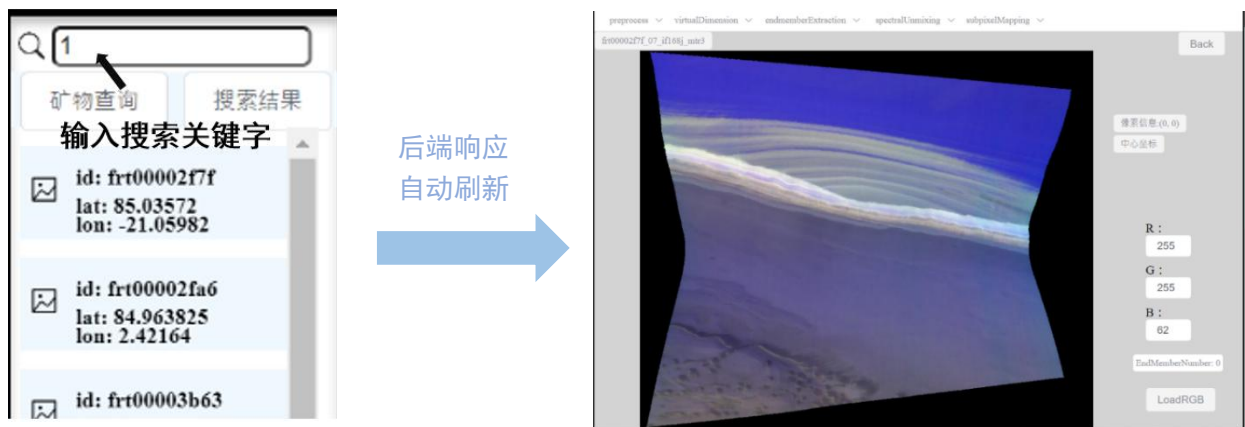 1
矿物查询 搜索结果
输入搜索关键字
id: frt00002f7f
lat: 85.03572
lon: -21.05982
id: frt00002fa6
lat: 84.963825
lon: 2.42164
id: frt00003b63
后端响应
自动刷新
preprocess virtualDimension endmemberExtraction spectralUnmixing subpixelMapping
frt00002f7f_07_if168j_mtr3
Back
像素信息:(0, 0)
中心坐标
R：
255
G：
255
B：
62
EndMemberNumber: 0
LoadRGB